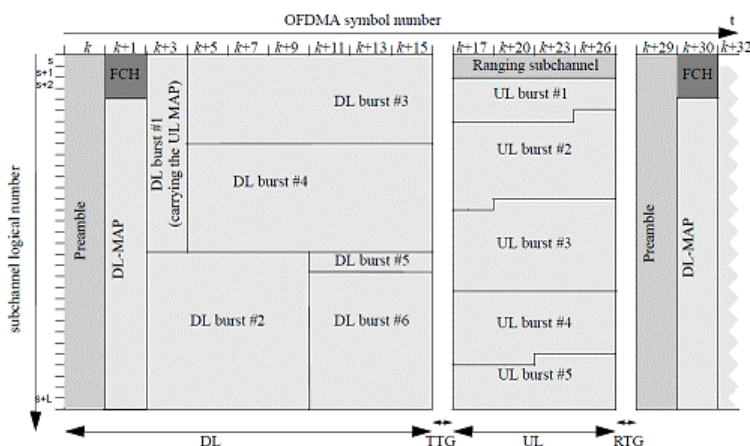 OFDMA symbol number
t
k k+1 k+3 k+5 k+7 k+9 k+11 k+13 k+15 k+17 k+20 k+23 k+26 k+29 k+30 k+32
s
s+1
s+2
s+L
subchannel logical number
Preamble
FCH
DL-MAP
DL burst #1
(carrying the UL MAP)
DL burst #3
DL burst #4
DL burst #2
DL burst #5
DL burst #6
Ranging subchannel
UL burst #1
UL burst #2
UL burst #3
UL burst #4
UL burst #5
Preamble
FCH
DL-MAP
DL
TTG
UL
RTG